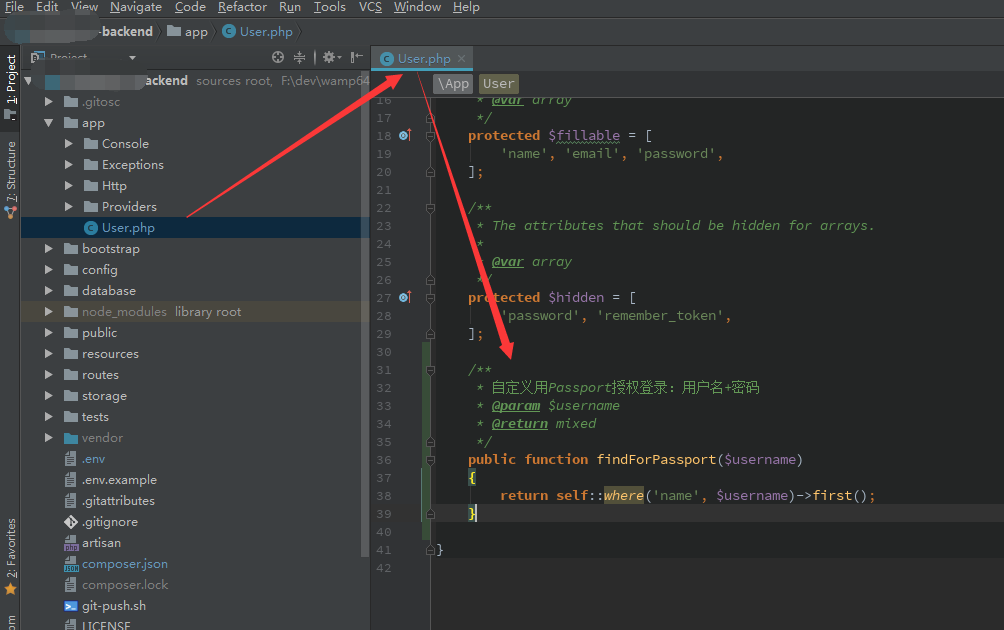 File Edit View Navigate Code Refactor Run Tools VCS Window Help
-backend app User.php
1: Project
7: Structure
2: Favorites
Project
ackend sources root, F:\dev\wamp64
.gitosc
app
Console
Exceptions
Http
Providers
User.php
bootstrap
config
database
node_modules library root
public
resources
routes
storage
tests
vendor
.env
.env.example
.gitattributes
.gitignore
artisan
composer.json
composer.lock
git-push.sh
LICENSE
User.php
\App User
16 * @var array
17 */
18 protected $fillable = [
19 'name', 'email', 'password',
20 ];
21
22 /**
23 * The attributes that should be hidden for arrays.
24 *
25 * @var array
26 */
27 protected $hidden = [
28 'password', 'remember_token',
29 ];
30
31 /**
32 * 自定义用Passport授权登录：用户名+密码
33 * @param $username
34 * @return mixed
35 */
36 public function findForPassport($username)
37 {
38 return self::where('name', $username)->first();
39 }
40
41 }
42